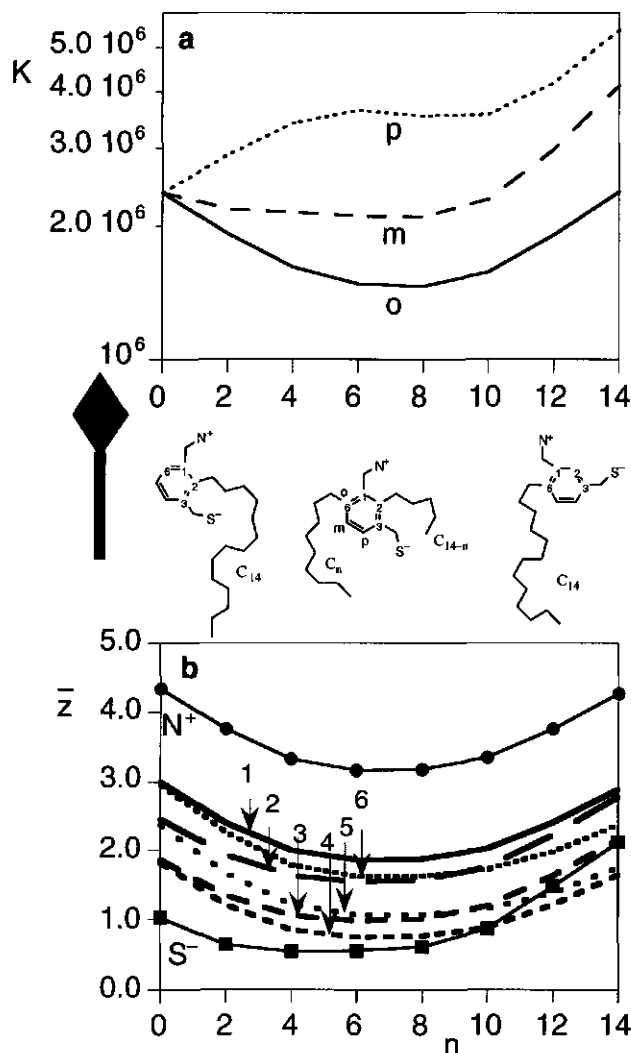 a
K
5.0 10⁶
4.0 10⁶
3.0 10⁶
2.0 10⁶
10⁶
p
m
o
0 2 4 6 8 10 12 14
N⁺
6 1
2
3
S⁻
C₁₄
N⁺
o
6 1
2
3
m
p
S⁻
Cₙ
C₁₄₋ₙ
N⁺
1 2
6 3
S⁻
C₁₄
b
z̄
5.0
4.0
3.0
2.0
1.0
0.0
N⁺
1
2
3
4
5
6
S⁻
0 2 4 6 8 10 12 14
n